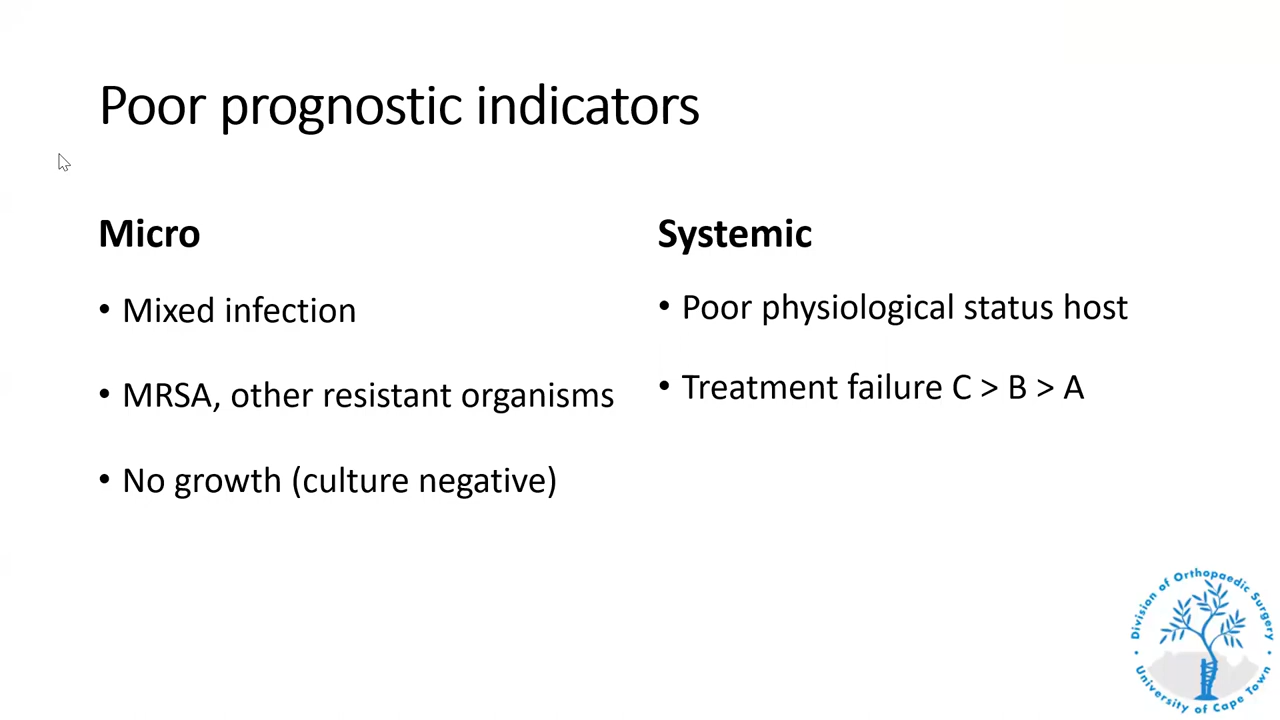 Poor prognostic indicators
Micro
• Mixed infection
• MRSA, other resistant organisms
• No growth (culture negative)
Systemic
• Poor physiological status host
• Treatment failure C > B > A
Division of Orthopaedic Surgery
University of Cape Town